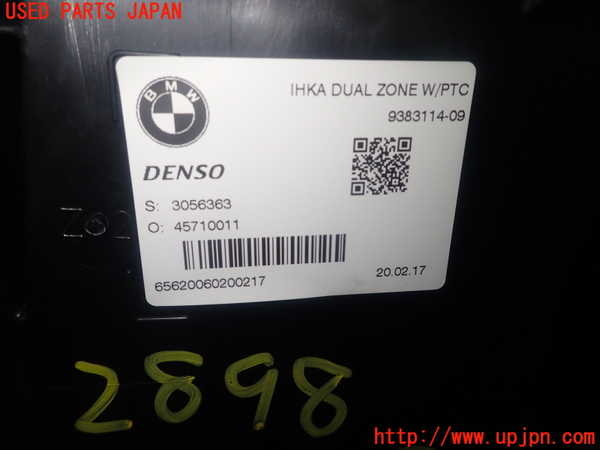 USED PARTS JAPAN
BMW
IHKA DUAL ZONE W/PTC
9383114-09
DENSO
S: 3056363
O: 45710011
65620060200217
20.02.17
2898
http://www.upjpn.com/